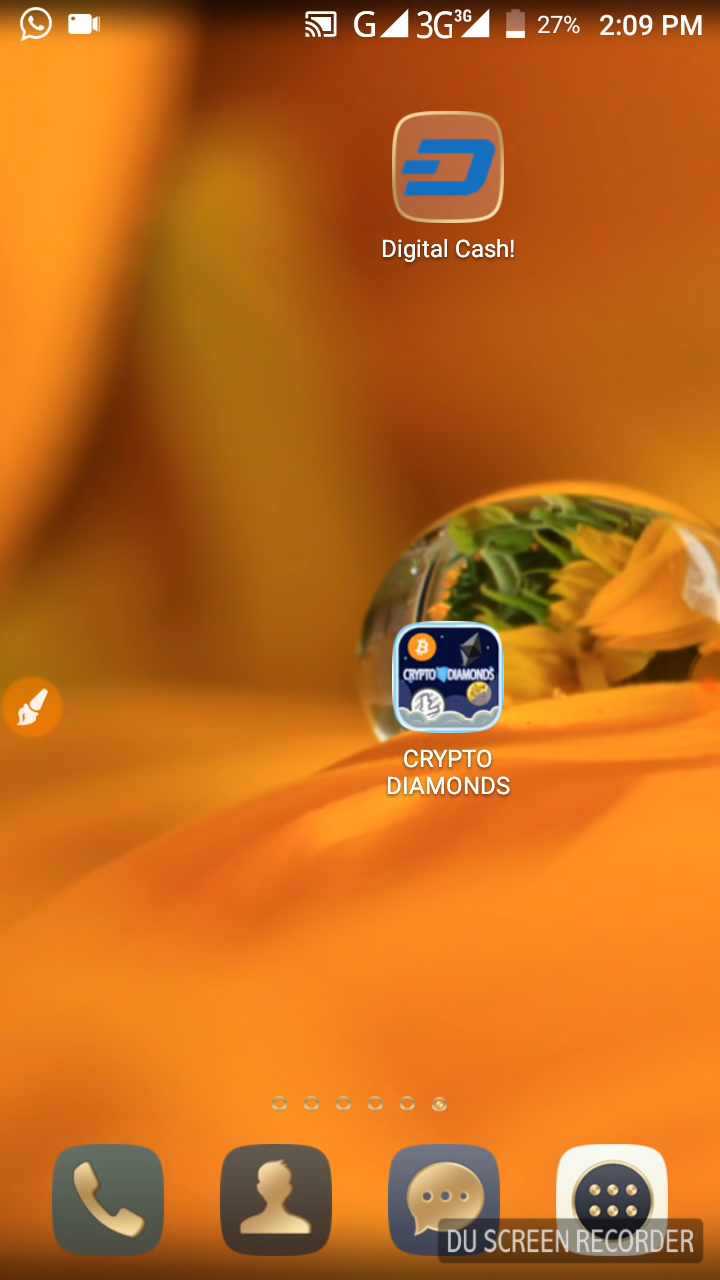 G 3G 3G 27% 2:09 PM
Digital Cash!
CRYPTO DIAMONDS
CRYPTO
DIAMONDS
DU SCREEN RECORDER